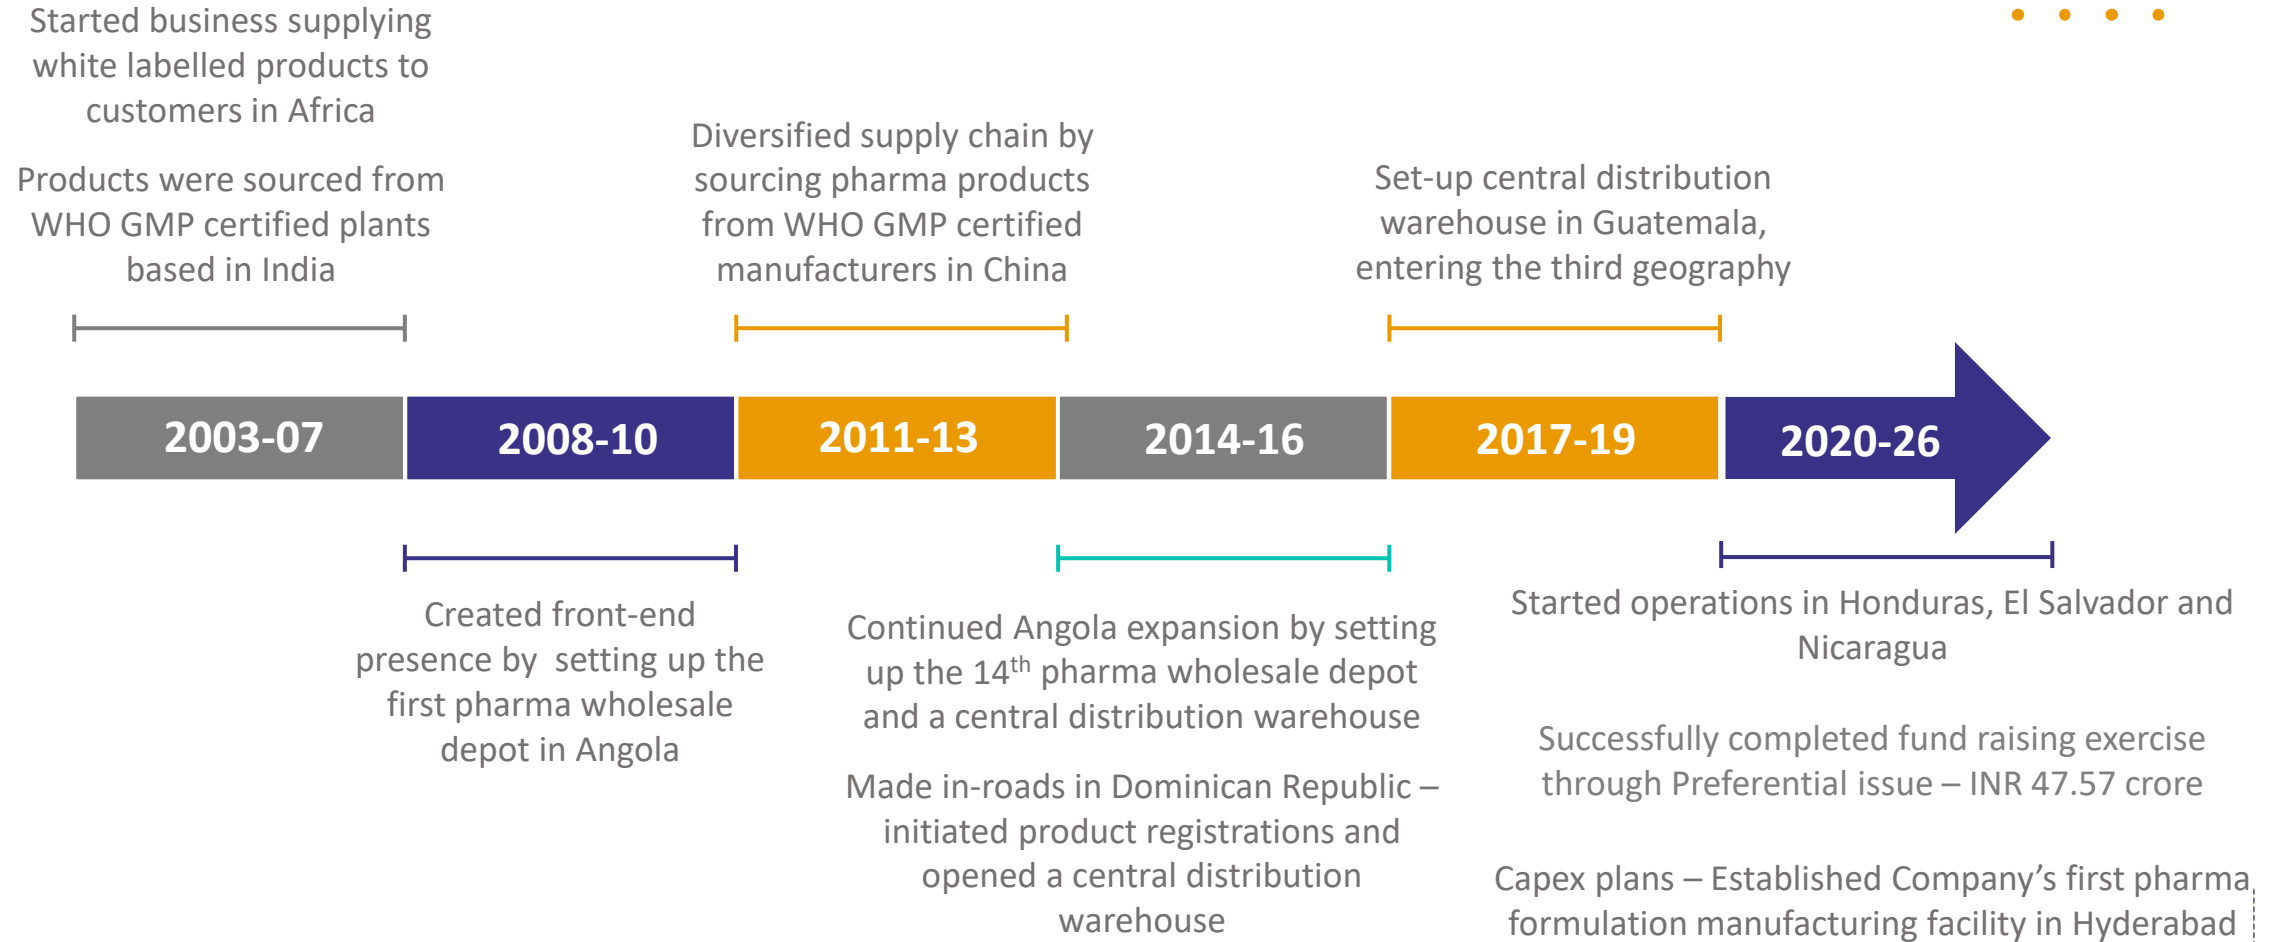 Started business supplying
white labelled products to
customers in Africa
Products were sourced from
WHO GMP certified plants
based in India
Diversified supply chain by
sourcing pharma products
from WHO GMP certified
manufacturers in China
Set-up central distribution
warehouse in Guatemala,
entering the third geography
2003-07
2008-10
2011-13
2014-16
2017-19
2020-26
Created front-end
presence by  setting up the
first pharma wholesale
depot in Angola
Continued Angola expansion by setting
up the 14th pharma wholesale depot
and a central distribution warehouse
Made in-roads in Dominican Republic –
initiated product registrations and
opened a central distribution
warehouse
Started operations in Honduras, El Salvador and
Nicaragua
Successfully completed fund raising exercise
through Preferential issue – INR 47.57 crore
Capex plans – Established Company’s first pharma
formulation manufacturing facility in Hyderabad